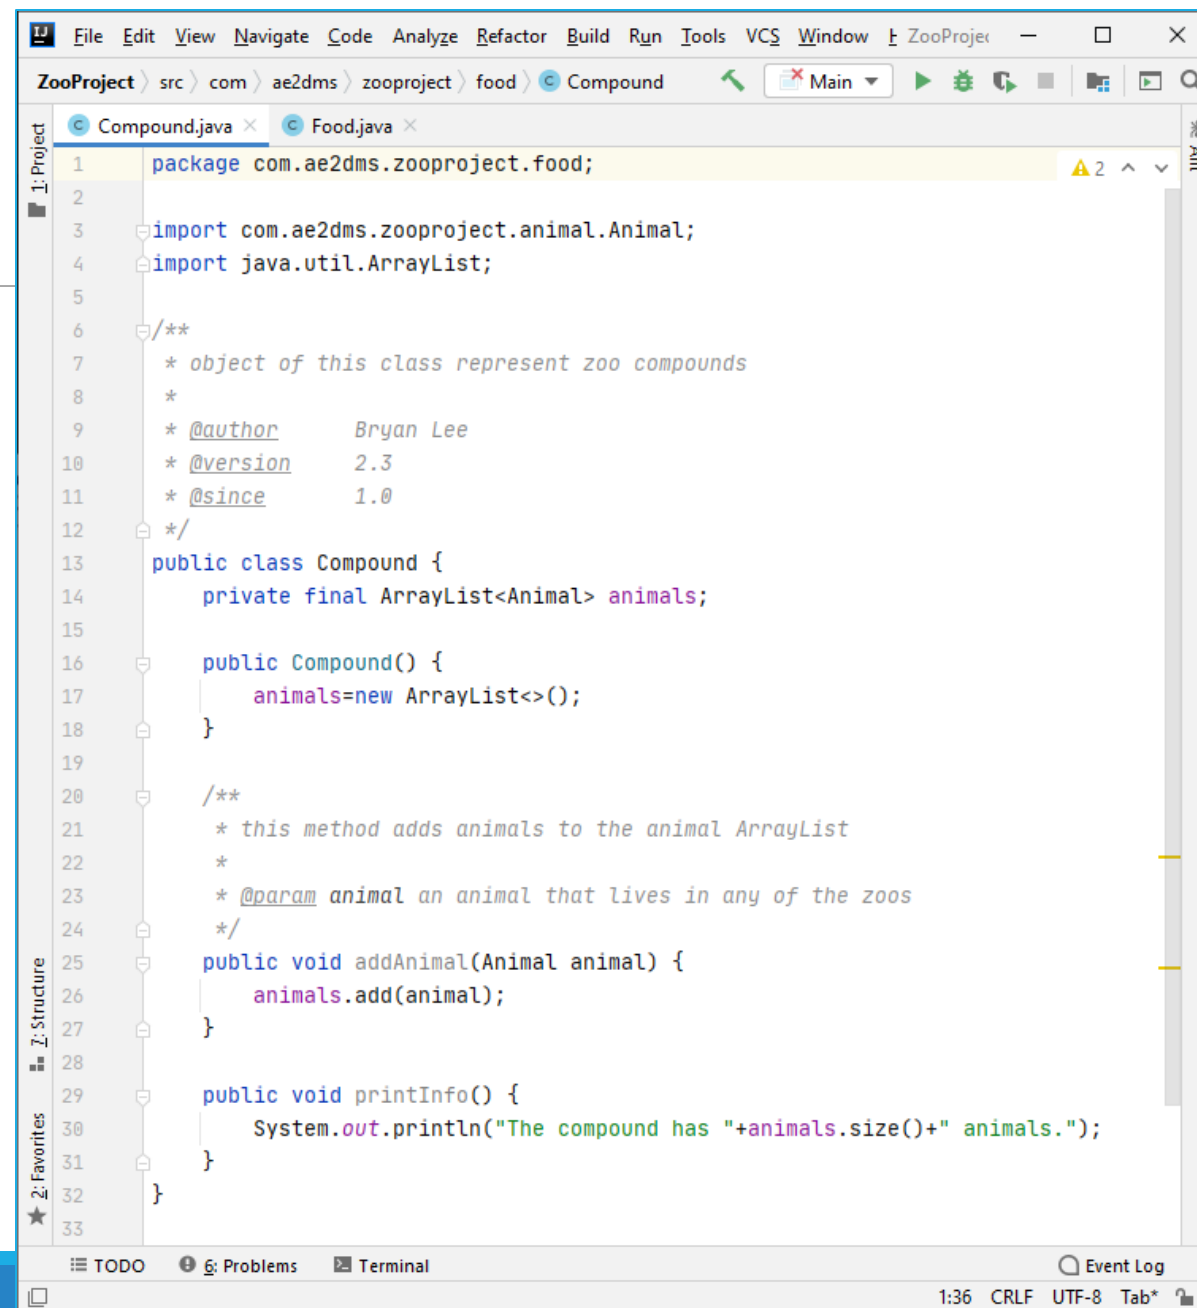 File Edit View Navigate Code Analyze Refactor Build Run Tools VCS Window ZooProjec
ZooProject src com ae2dms zooproject food Compound Main
Compound.java Food.java
1: Project
Ant
2
1 package com.ae2dms.zooproject.food;
2
3 import com.ae2dms.zooproject.animal.Animal;
4 import java.util.ArrayList;
5
6 /**
7 * object of this class represent zoo compounds
8 *
9 * @author Bryan Lee
10 * @version 2.3
11 * @since 1.0
12 */
13 public class Compound {
14 private final ArrayList<Animal> animals;
15
16 public Compound() {
17 animals=new ArrayList<>();
18 }
19
20 /**
21 * this method adds animals to the animal ArrayList
22 *
23 * @param animal an animal that lives in any of the zoos
24 */
25 public void addAnimal(Animal animal) {
26 animals.add(animal);
27 }
28
29 public void printInfo() {
30 System.out.println("The compound has "+animals.size()+" animals.");
31 }
32 }
33
7: Structure
2: Favorites
TODO 6: Problems Terminal Event Log
1:36 CRLF UTF-8 Tab*